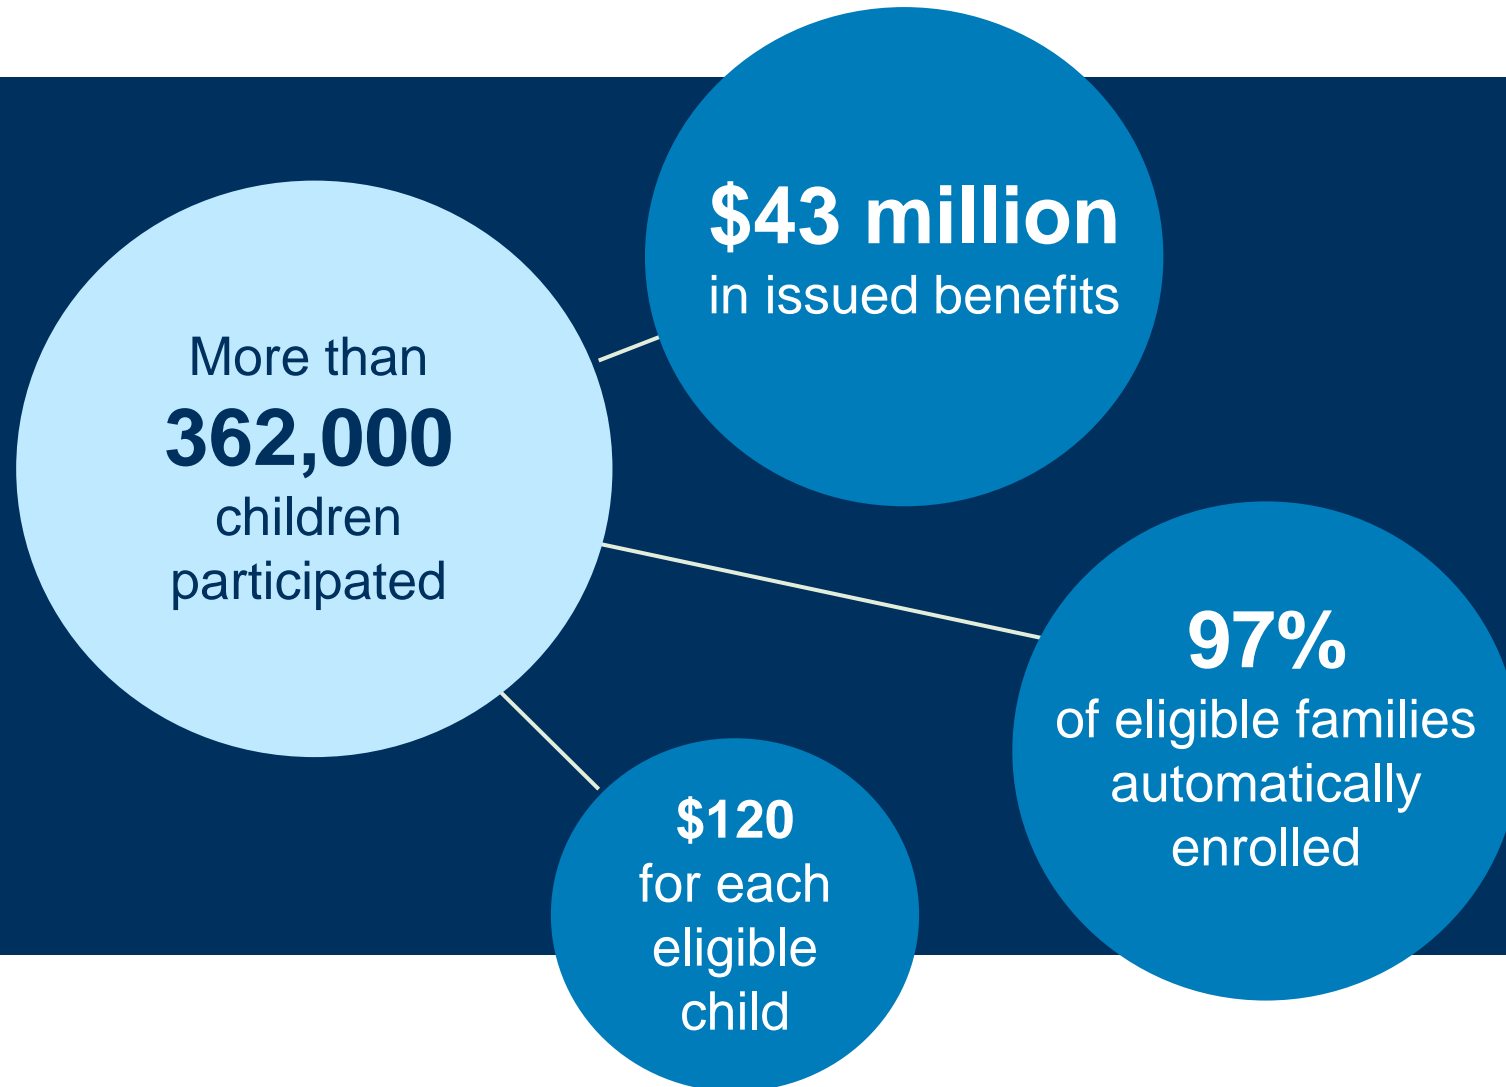 More than
362,000
children
participated
$43 million
in issued benefits
97%
of eligible families
automatically
enrolled
$120
for each
eligible
child